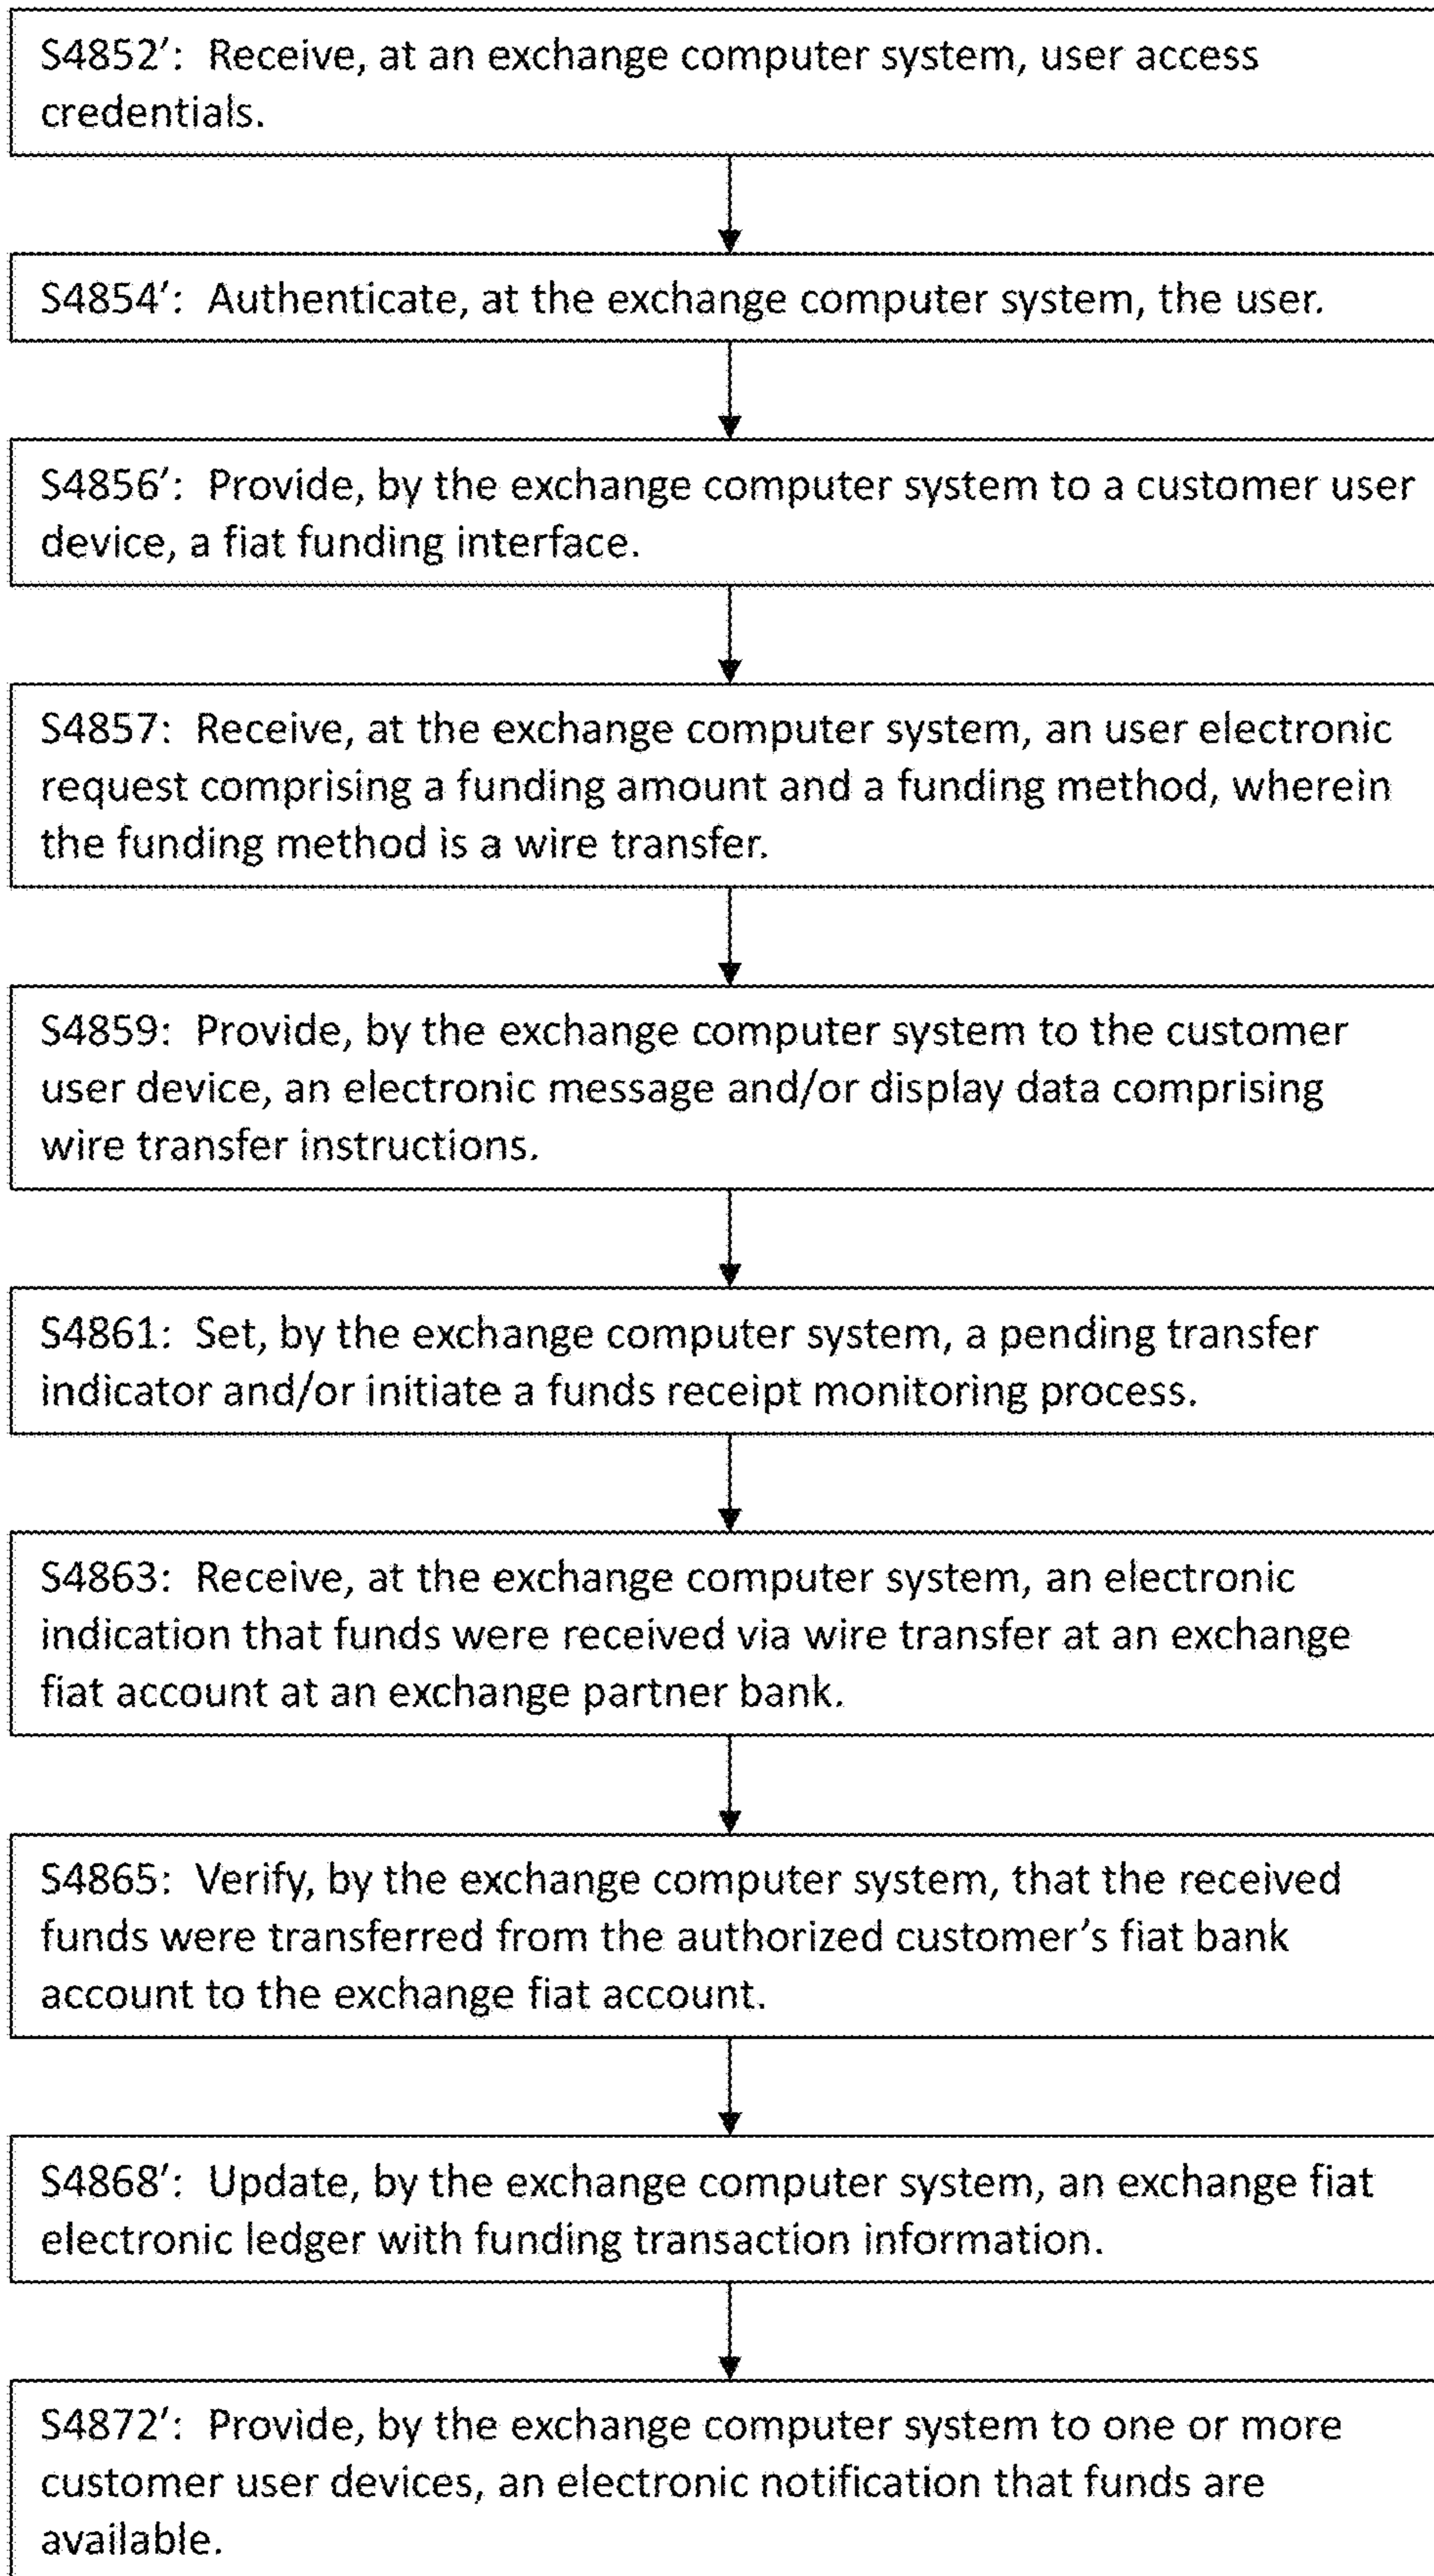 S4852′: Receive, at an exchange computer system, user access
credentials.
S4854′: Authenticate, at the exchange computer system, the user.
S4856′: Provide, by the exchange computer system to a customer user
device, a fiat funding interface.
S4857: Receive, at the exchange computer system, an user electronic
request comprising a funding amount and a funding method, wherein
the funding method is a wire transfer.
S4859: Provide, by the exchange computer system to the customer
user device, an electronic message and/or display data comprising
wire transfer instructions.
S4861: Set, by the exchange computer system, a pending transfer
indicator and/or initiate a funds receipt monitoring process.
S4863: Receive, at the exchange computer system, an electronic
indication that funds were received via wire transfer at an exchange
fiat account at an exchange partner bank.
S4865: Verify, by the exchange computer system, that the received
funds were transferred from the authorized customer's fiat bank
account to the exchange fiat account.
S4868′: Update, by the exchange computer system, an exchange fiat
electronic ledger with funding transaction information.
S4872′: Provide, by the exchange computer system to one or more
customer user devices, an electronic notification that funds are
available.